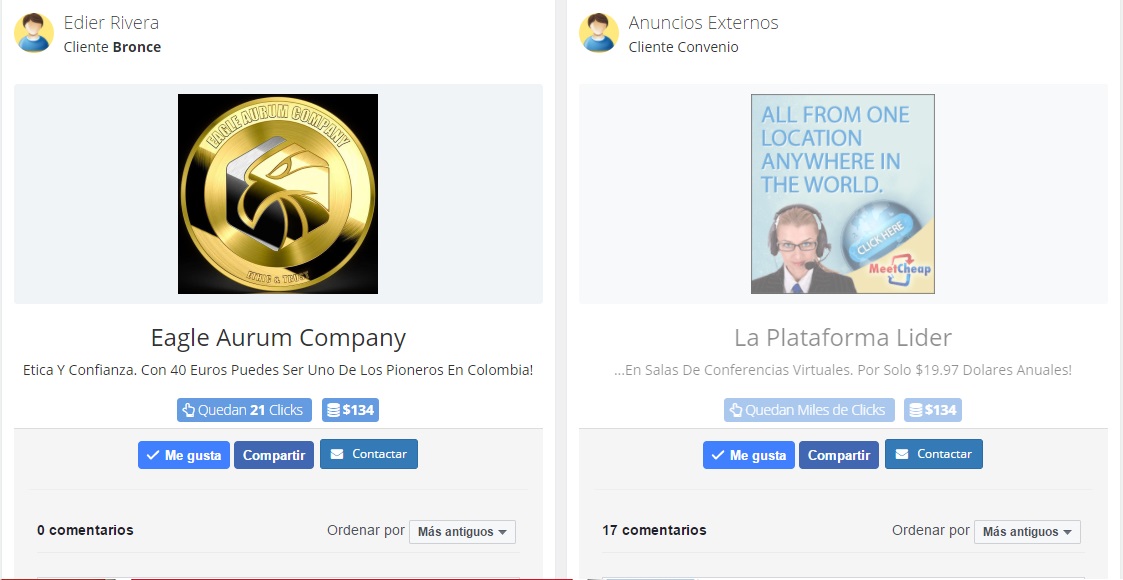 Edier Rivera
Cliente Bronce
EAGLE AURUM COMPANY
Eagle Aurum Company
Etica Y Confianza. Con 40 Euros Puedes Ser Uno De Los Pioneros En Colombia!
Quedan 21 Clicks
$134
Me gusta
Compartir
Contactar
0 comentarios
Ordenar por
Más antiguos
Anuncios Externos
Cliente Convenio
ALL FROM ONE
LOCATION
ANYWHERE IN
THE WORLD.
CLICK HERE
MeetCheap
La Plataforma Lider
...En Salas De Conferencias Virtuales. Por Solo $19.97 Dolares Anuales!
Quedan Miles de Clicks
$134
Me gusta
Compartir
Contactar
17 comentarios
Ordenar por
Más antiguos